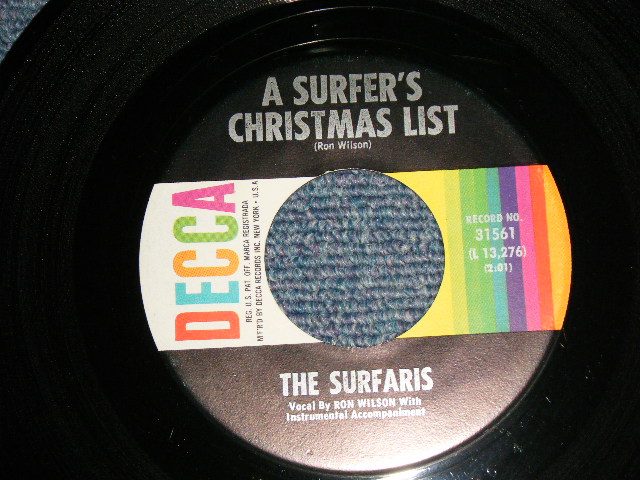 A SURFER'S
CHRISTMAS LIST
(Ron Wilson)
DECCA
REG. U.S. PAT. OFF. MARCA REGISTRADA
M'F'R'D BY DECCA RECORDS INC. NEW YORK • U.S.A
RECORD NO.
31561
(L 13,276)
(2:01)
THE SURFARIS
Vocal By RON WILSON With
Instrumental Accompaniment